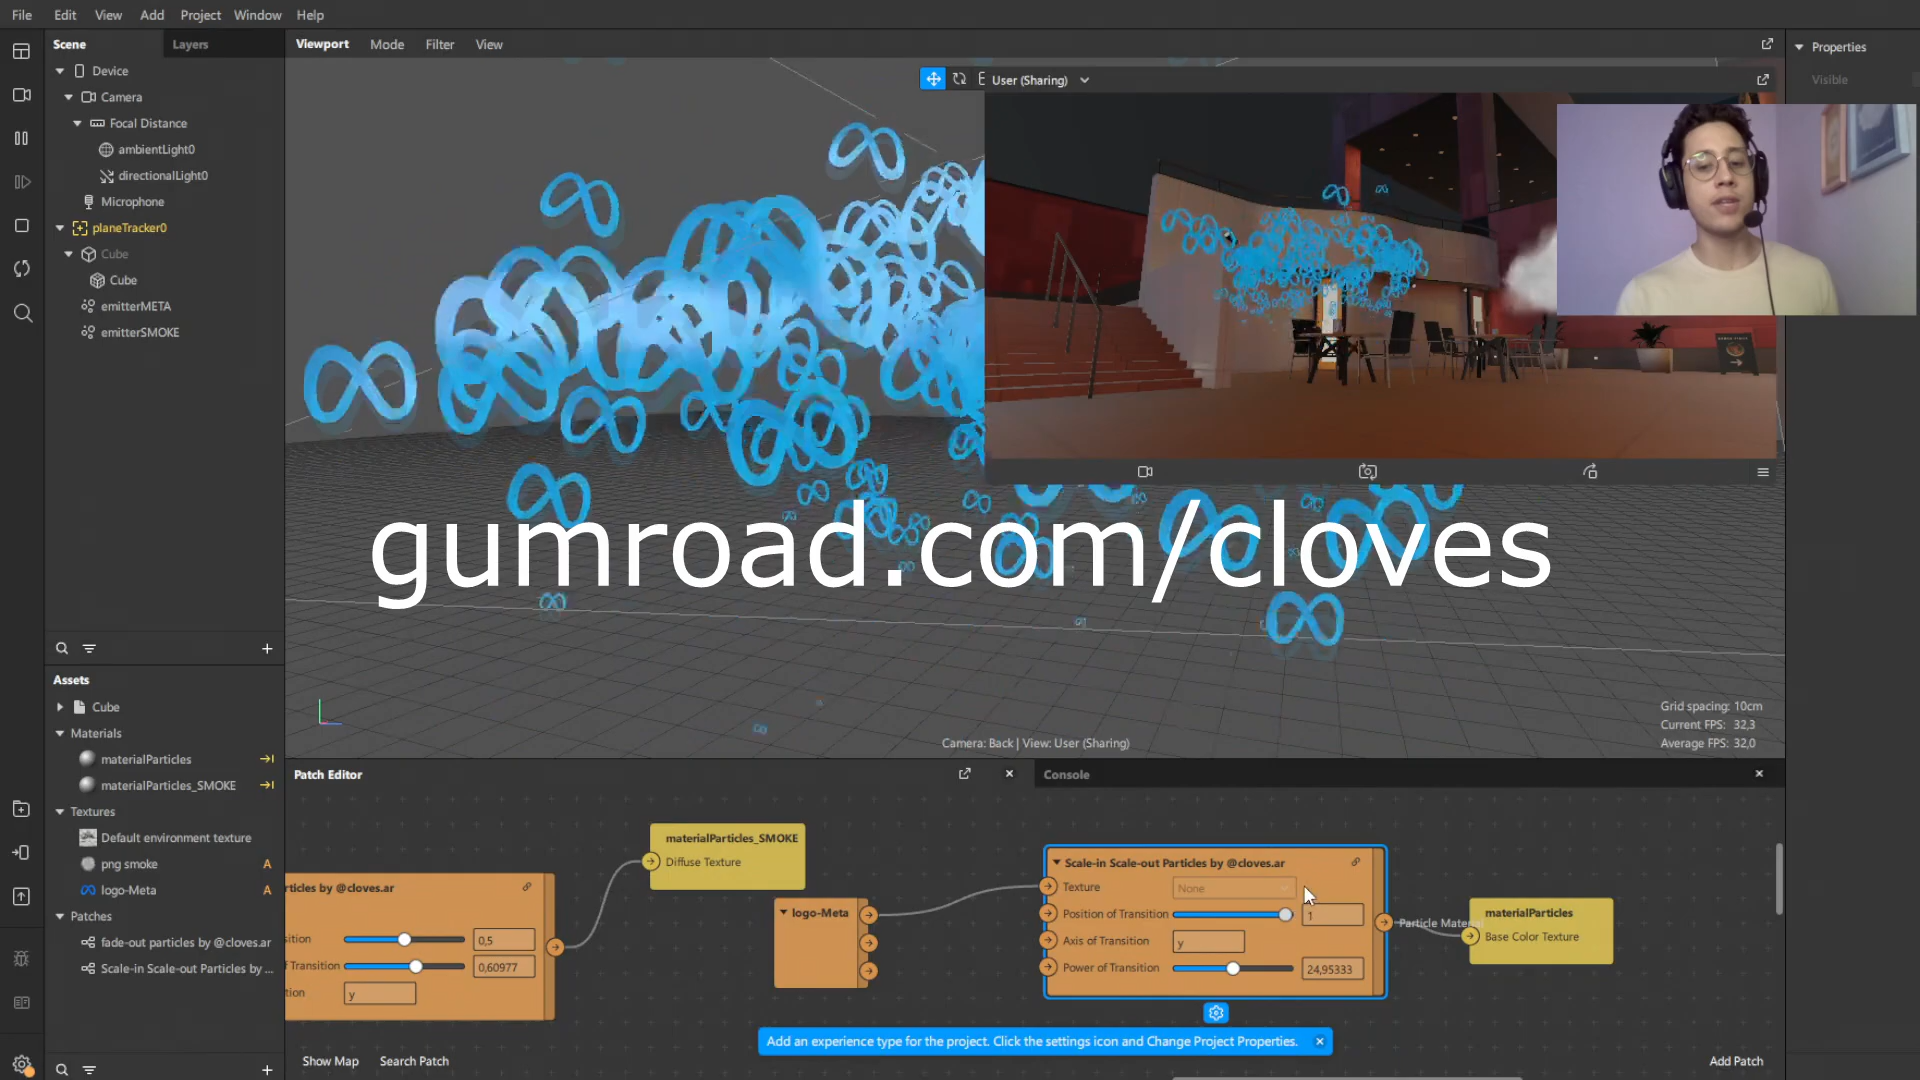 File Edit View Add Project Window Help
Scene Layers
Device
Camera
Focal Distance
ambientLight0
directionalLight0
Microphone
planeTracker0
Cube
Cube
emitterMETA
emitterSMOKE
Assets
Cube
Materials
materialParticles
materialParticles_SMOKE
Textures
Default environment texture
png smoke A
logo-Meta A
Patches
fade-out particles by @cloves.ar
Scale-in Scale-out Particles by ...
Viewport Mode Filter View
User (Sharing)
gumroad.com/cloves
Grid spacing: 10cm
Current FPS: 32,3
Average FPS: 32,0
Camera: Back | View: User (Sharing)
Properties
Visible
Patch Editor
Console
materialParticles_SMOKE
Diffuse Texture
rticles by @cloves.ar
sition 0,5
f Transition 0,60977
tion y
logo-Meta
Scale-in Scale-out Particles by @cloves.ar
Texture None
Position of Transition 1
Axis of Transition y
Power of Transition 24,95333
Particle Material
materialParticles
Base Color Texture
Add an experience type for the project. Click the settings icon and Change Project Properties.
Show Map Search Patch
Add Patch